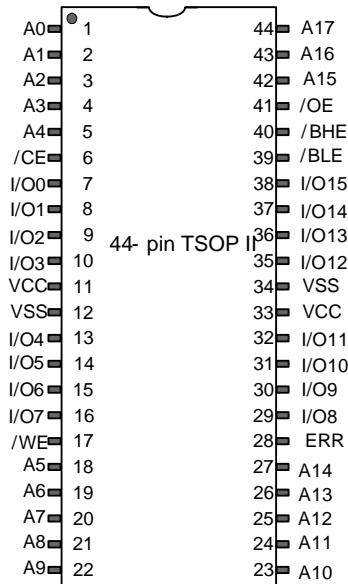 A0 1 44 A17
A1 2 43 A16
A2 3 42 A15
A3 4 41 /OE
A4 5 40 /BHE
/CE 6 39 /BLE
I/O0 7 38 I/O15
I/O1 8 37 I/O14
I/O2 9 36 I/O13
44- pin TSOP II
I/O3 10 35 I/O12
VCC 11 34 VSS
VSS 12 33 VCC
I/O4 13 32 I/O11
I/O5 14 31 I/O10
I/O6 15 30 I/O9
I/O7 16 29 I/O8
/WE 17 28 ERR
A5 18 27 A14
A6 19 26 A13
A7 20 25 A12
A8 21 24 A11
A9 22 23 A10